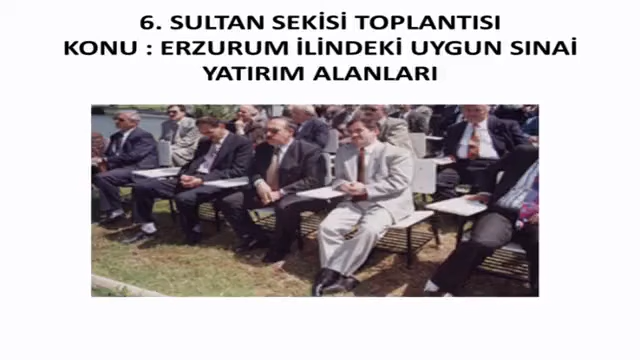 6. SULTAN SEKİSİ TOPLANTISI
KONU : ERZURUM İLİNDEKİ UYGUN SINAİ
YATIRIM ALANLARI